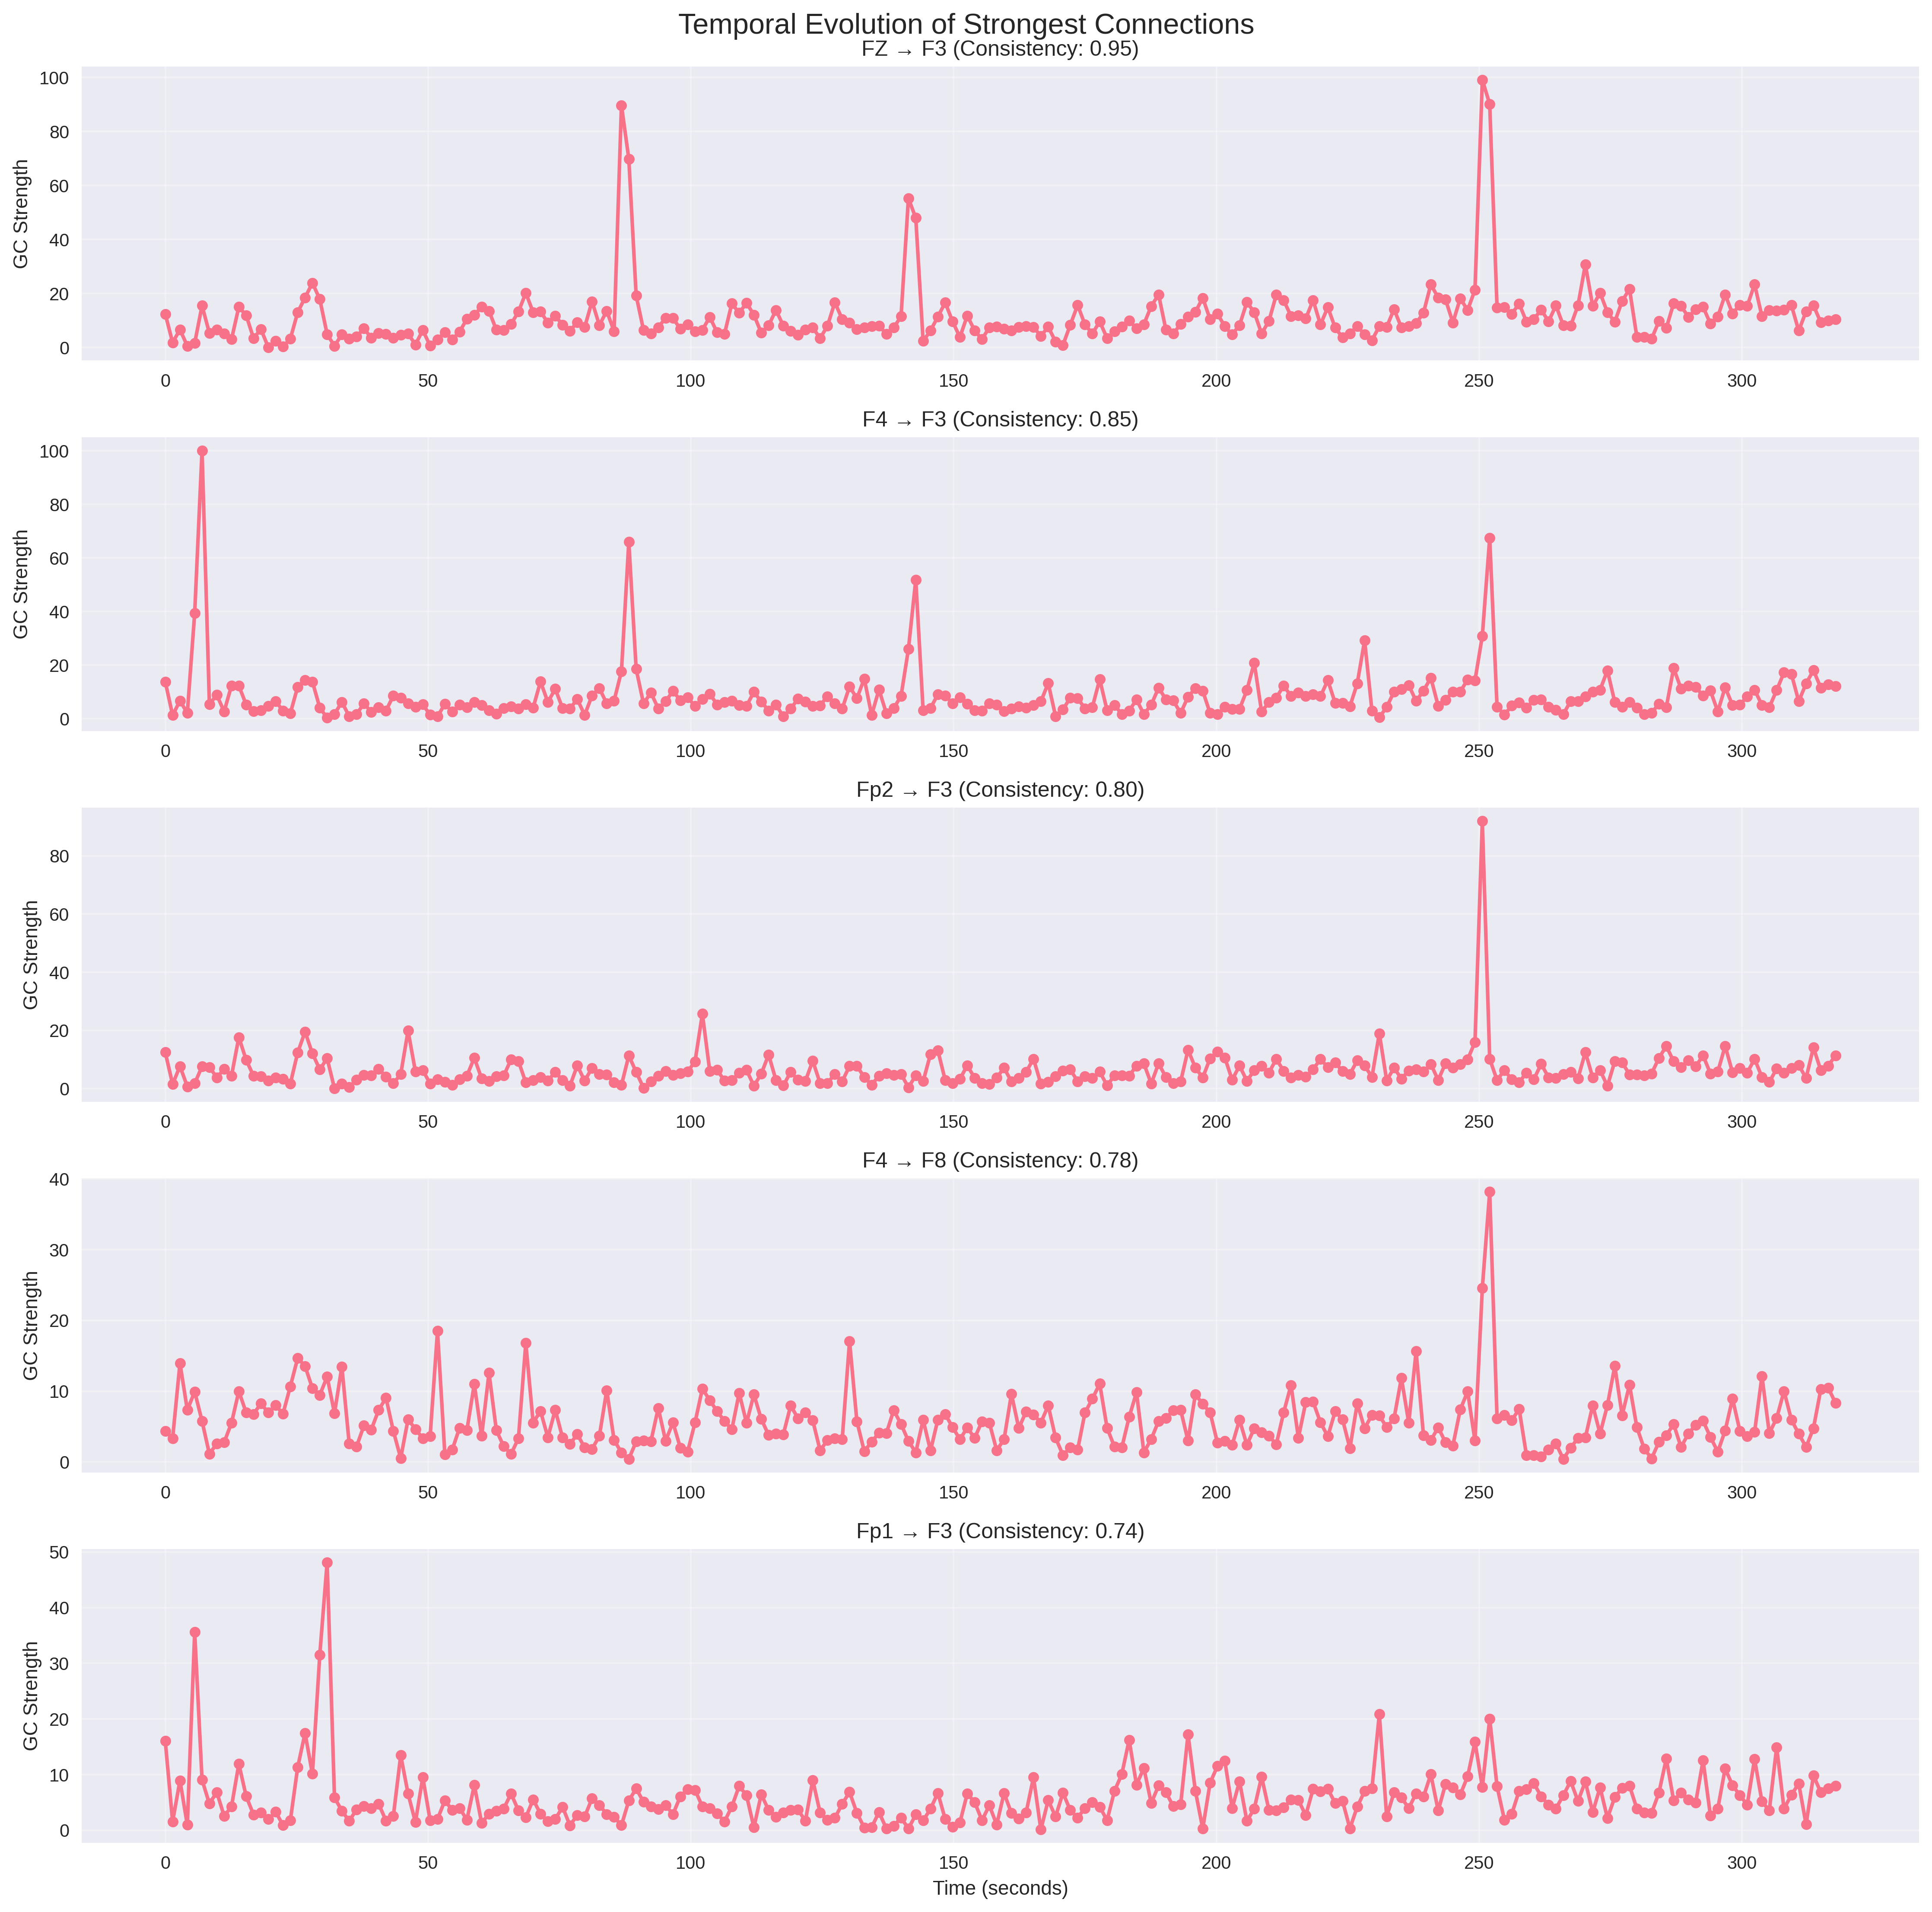 Temporal Evolution of Strongest Connections
FZ → F3 (Consistency: 0.95)
GC Strength
100
80
60
40
20
0
0 50 100 150 200 250 300
F4 → F3 (Consistency: 0.85)
GC Strength
100
80
60
40
20
0
0 50 100 150 200 250 300
Fp2 → F3 (Consistency: 0.80)
GC Strength
80
60
40
20
0
0 50 100 150 200 250 300
F4 → F8 (Consistency: 0.78)
GC Strength
40
30
20
10
0
0 50 100 150 200 250 300
Fp1 → F3 (Consistency: 0.74)
GC Strength
50
40
30
20
10
0
0 50 100 150 200 250 300
Time (seconds)